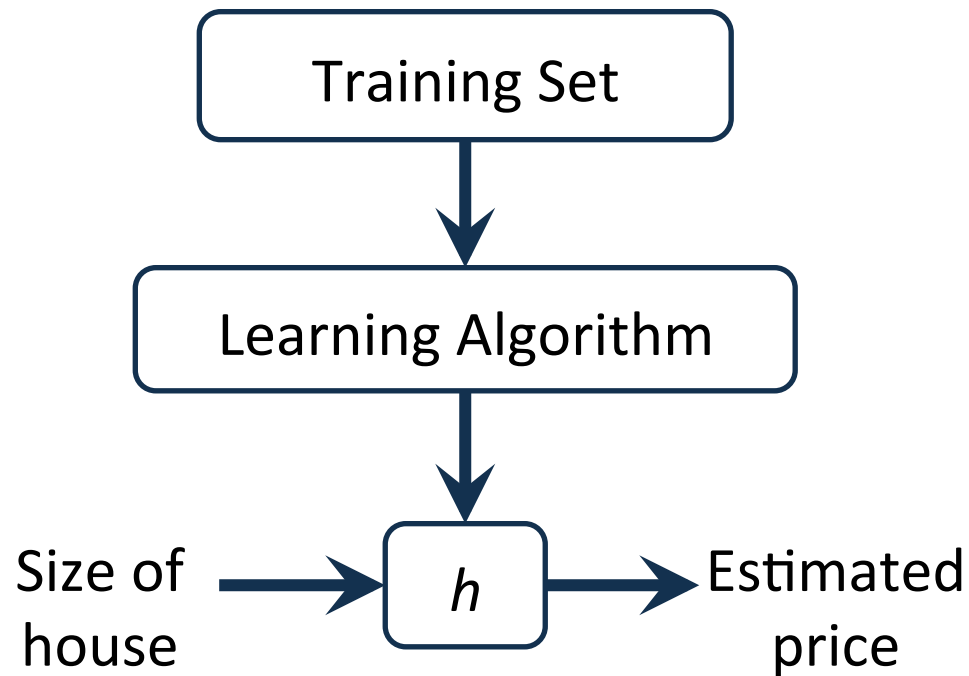 Training Set
Learning Algorithm
Size of
house
h
Estimated
price